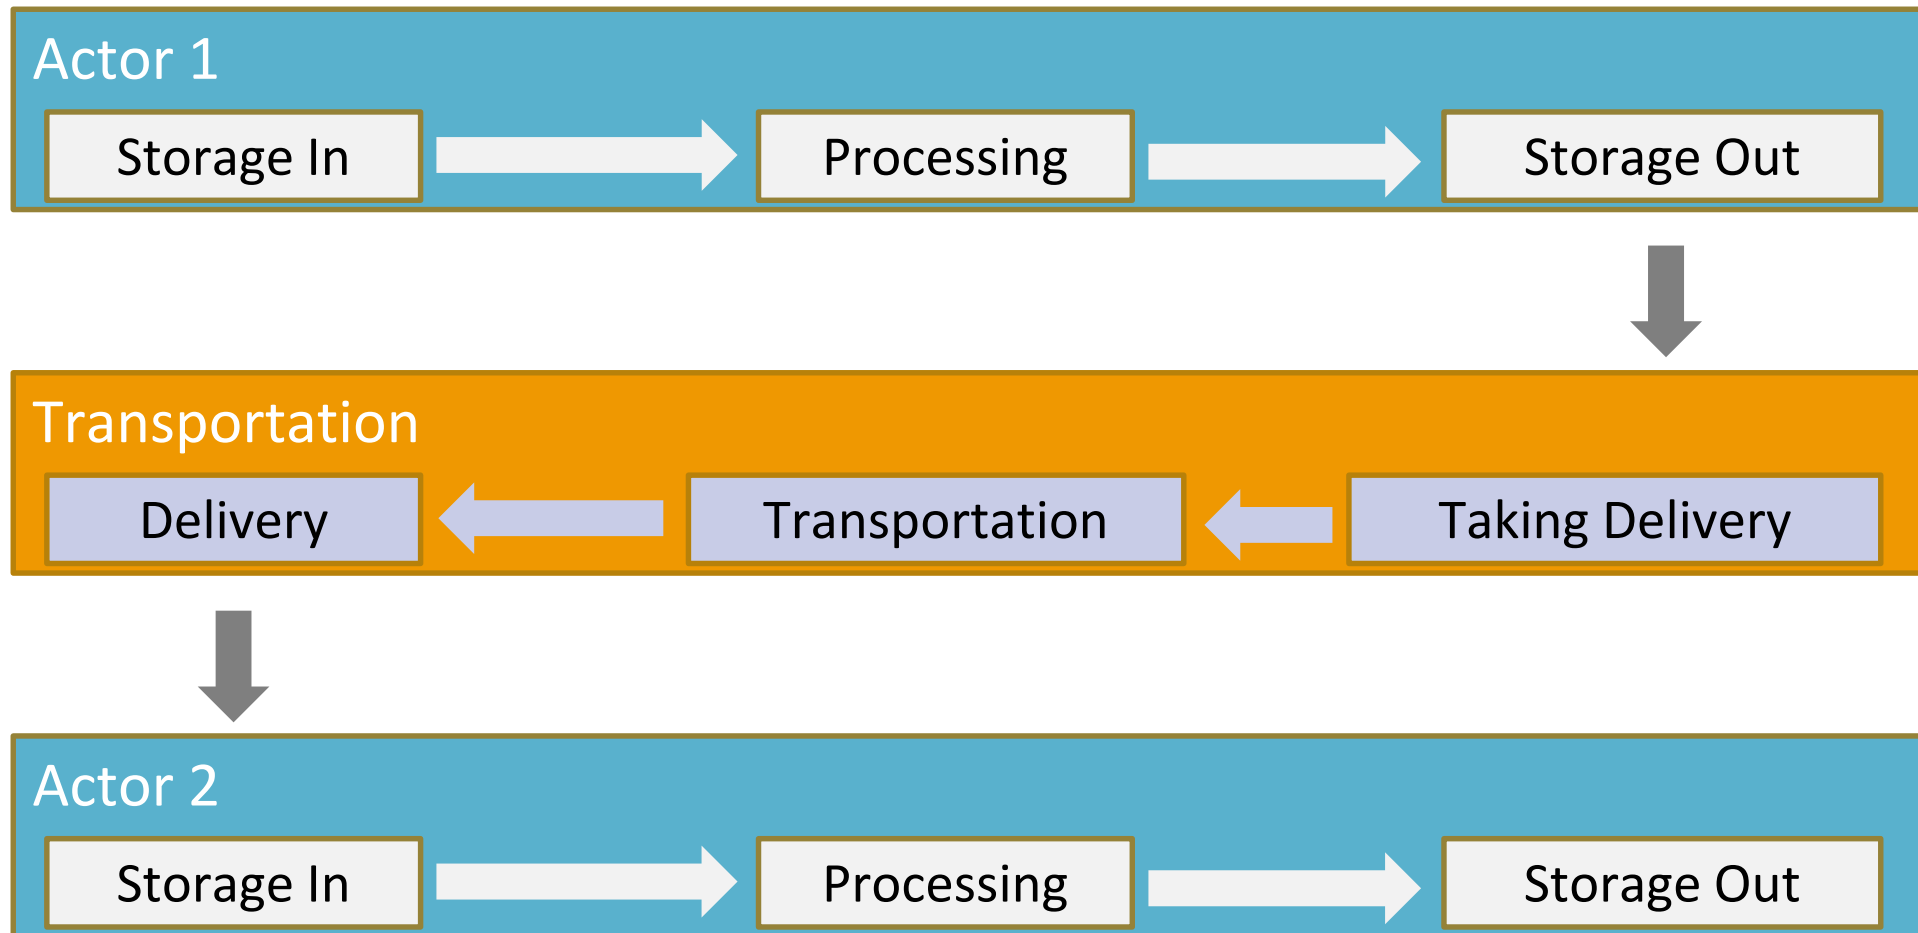 Actor 1
Storage In
Processing
Storage Out
Transportation
Delivery
Transportation
Taking Delivery
Actor 2
Storage In
Processing
Storage Out